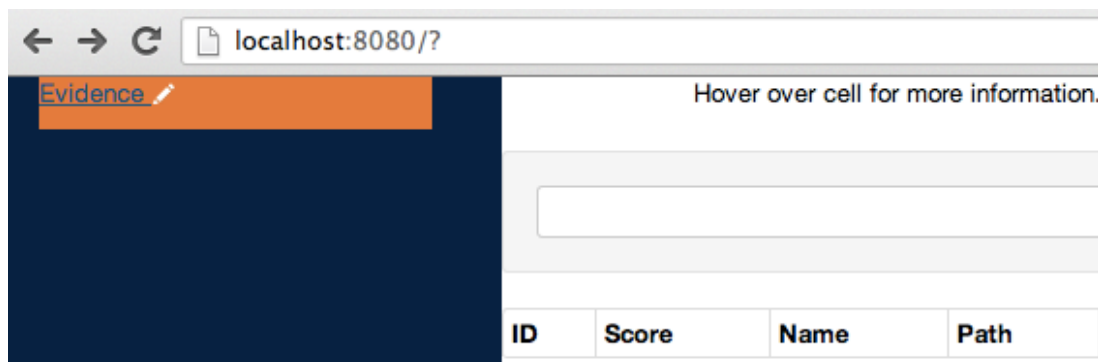 localhost:8080/?
Evidence
Hover over cell for more information.
ID Score Name Path